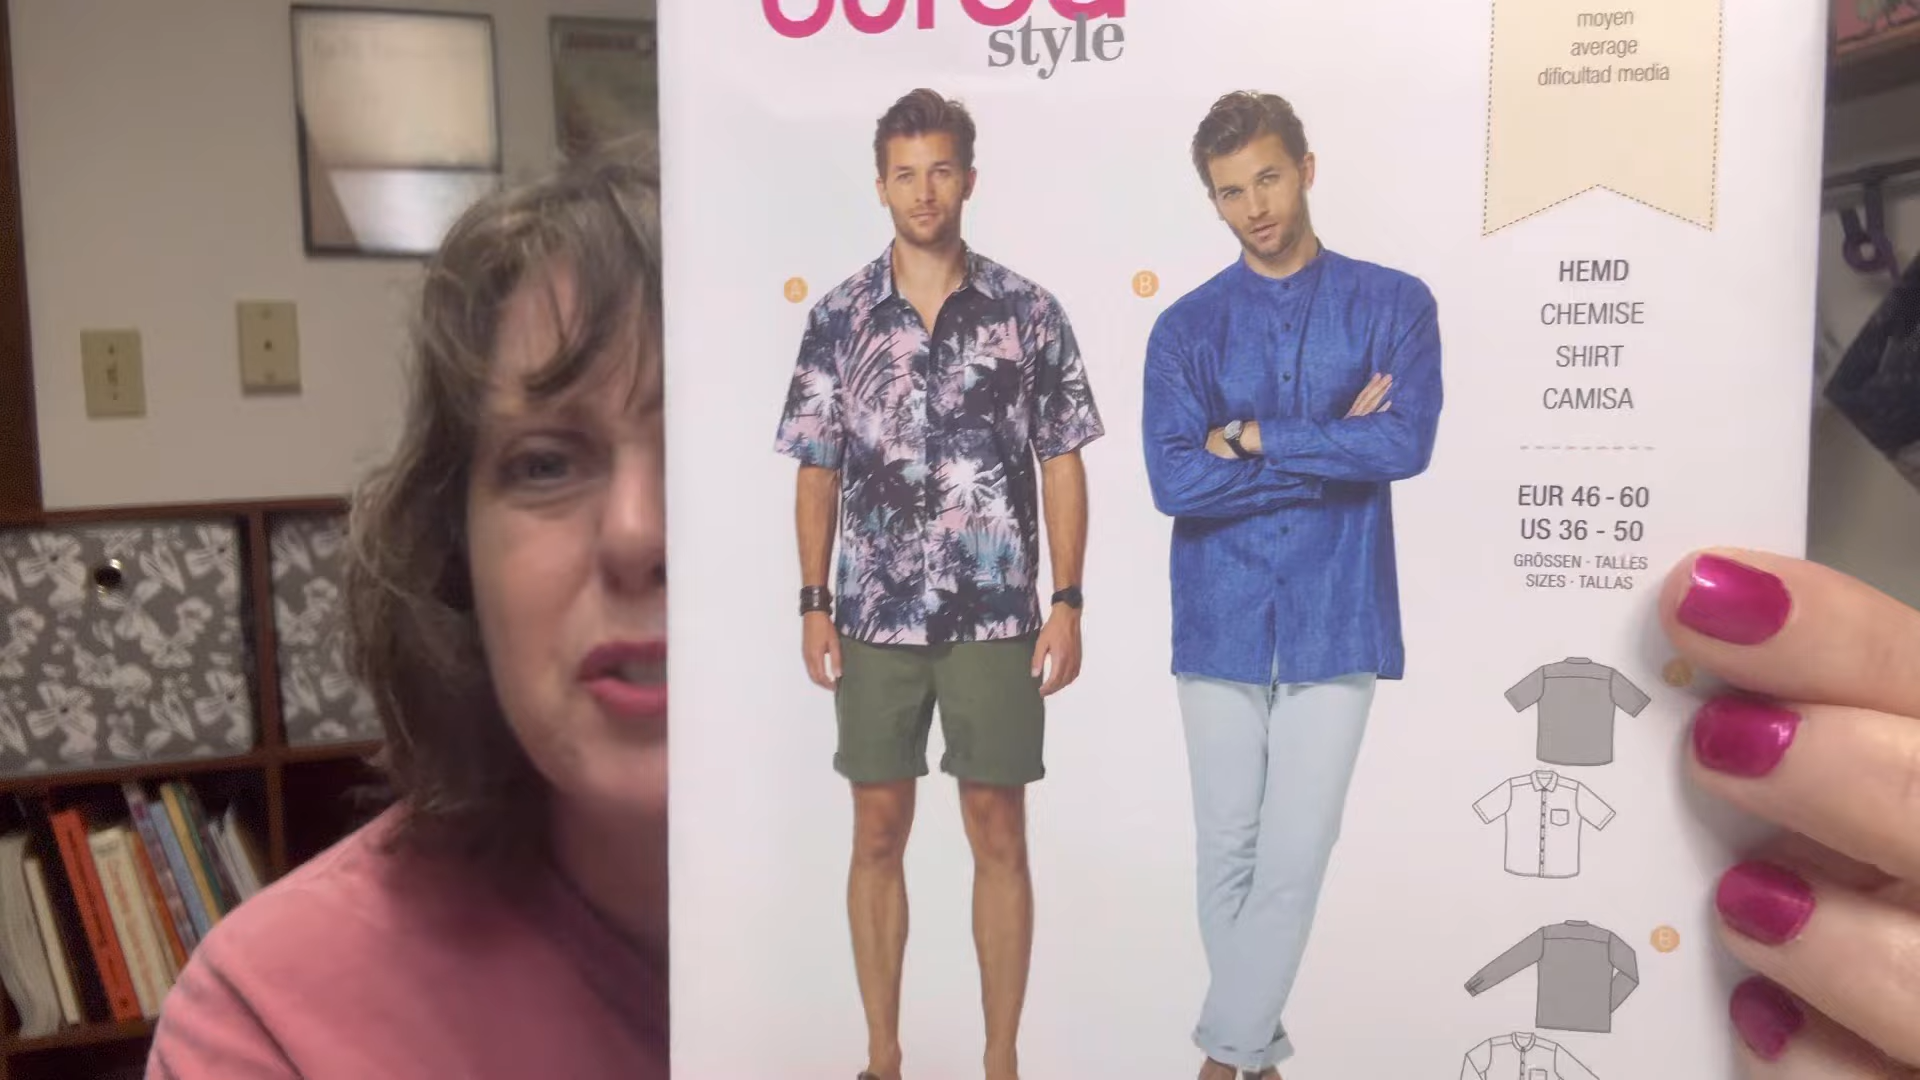 burda
style
moyen
average
dificultad media
A
B
HEMD
CHEMISE
SHIRT
CAMISA
EUR 46 - 60
US 36 - 50
GRÖSSEN · TALLES
SIZES · TALLAS
A
B